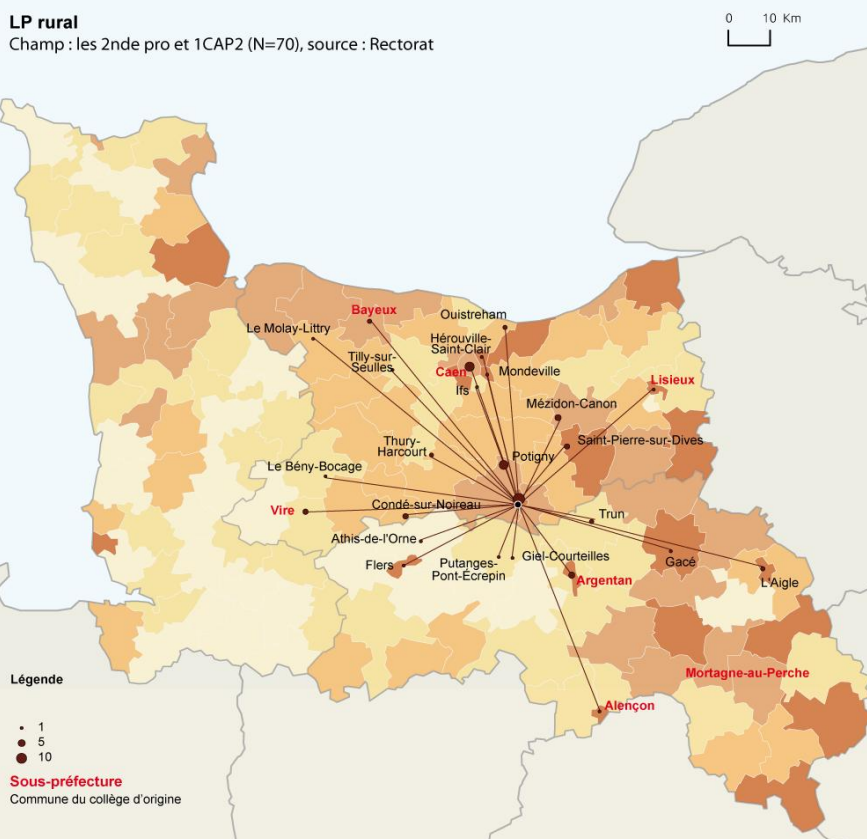 LP rural
Champ : les 2nde pro et 1CAP2 (N=70), source : Rectorat
0 10 Km
Bayeux
Ouistreham
Le Molay-Littry
Hérouville-
Saint-Clair
Tilly-sur-
Seulles
Caen
Mondeville
Ifs
Lisieux
Mézidon-Canon
Thury-
Harcourt
Saint-Pierre-sur-Dives
Potigny
Le Bény-Bocage
Vire
Condé-sur-Noireau
Trun
Athis-de-l'Orne
Flers
Putanges-
Pont-Écrepin
Giel-Courteilles
Argentan
Gacé
L'Aigle
Mortagne-au-Perche
Alençon
Légende
1
5
10
Sous-préfecture
Commune du collège d'origine